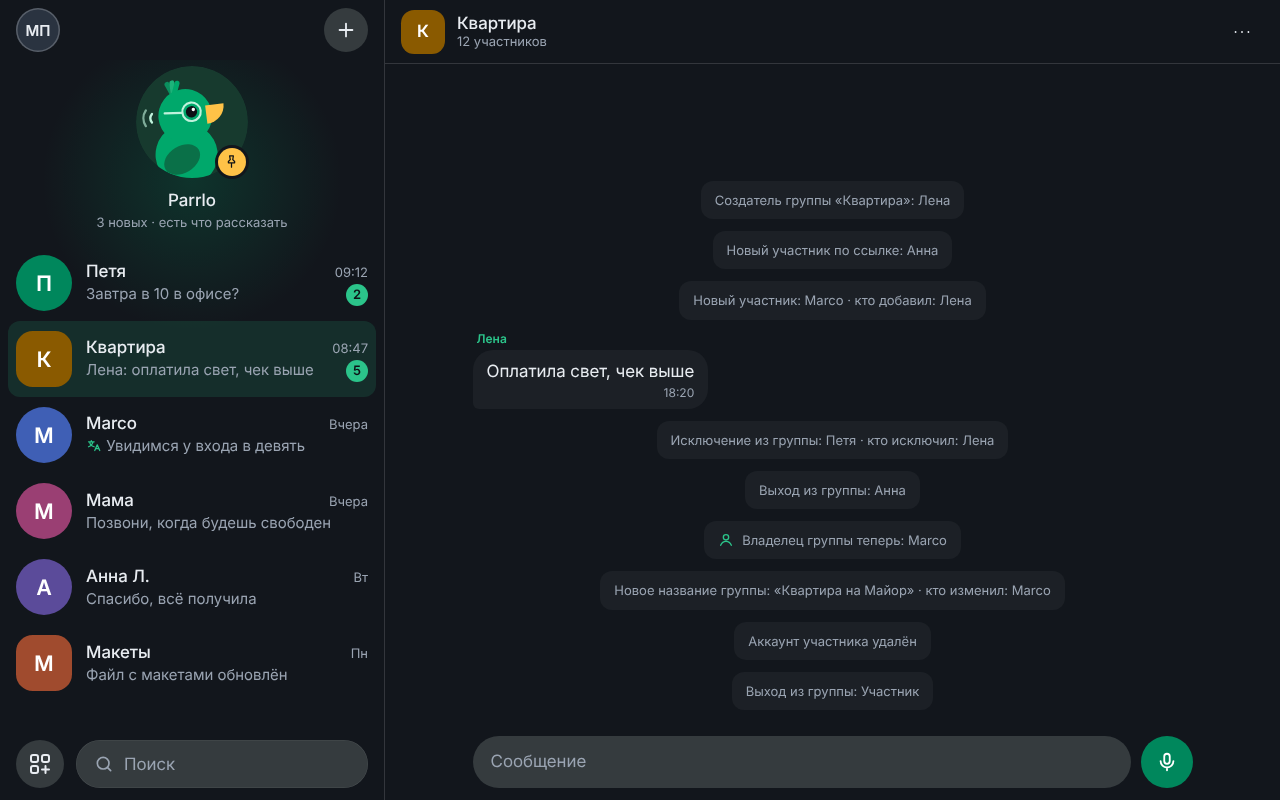 МП
Parrlo
3 новых · есть что рассказать
П
Петя
09:12
Завтра в 10 в офисе?
2
К
Квартира
08:47
Лена: оплатила свет, чек выше
5
M
Marco
Вчера
Увидимся у входа в девять
М
Мама
Вчера
Позвони, когда будешь свободен
А
Анна Л.
Вт
Спасибо, всё получила
М
Макеты
Пн
Файл с макетами обновлён
Поиск
К
Квартира
12 участников
Создатель группы «Квартира»: Лена
Новый участник по ссылке: Анна
Новый участник: Marco · кто добавил: Лена
Лена
Оплатила свет, чек выше
18:20
Исключение из группы: Петя · кто исключил: Лена
Выход из группы: Анна
Владелец группы теперь: Marco
Новое название группы: «Квартира на Майор» · кто изменил: Marco
Аккаунт участника удалён
Выход из группы: Участник
Сообщение